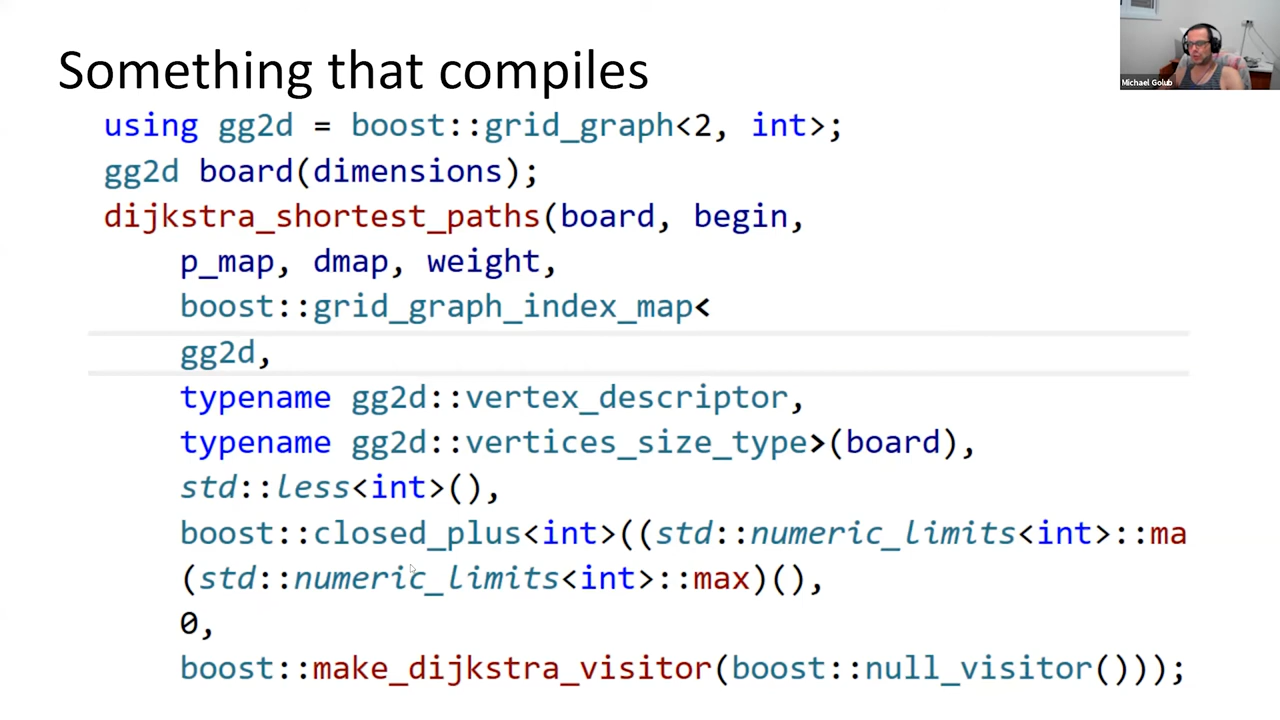 Something that compiles
Michael Golub
using gg2d = boost::grid_graph<2, int>;
gg2d board(dimensions);
dijkstra_shortest_paths(board, begin,
p_map, dmap, weight,
boost::grid_graph_index_map<
gg2d,
typename gg2d::vertex_descriptor,
typename gg2d::vertices_size_type>(board),
std::less<int>(),
boost::closed_plus<int>((std::numeric_limits<int>::ma
(std::numeric_limits<int>::max)(),
0,
boost::make_dijkstra_visitor(boost::null_visitor()));